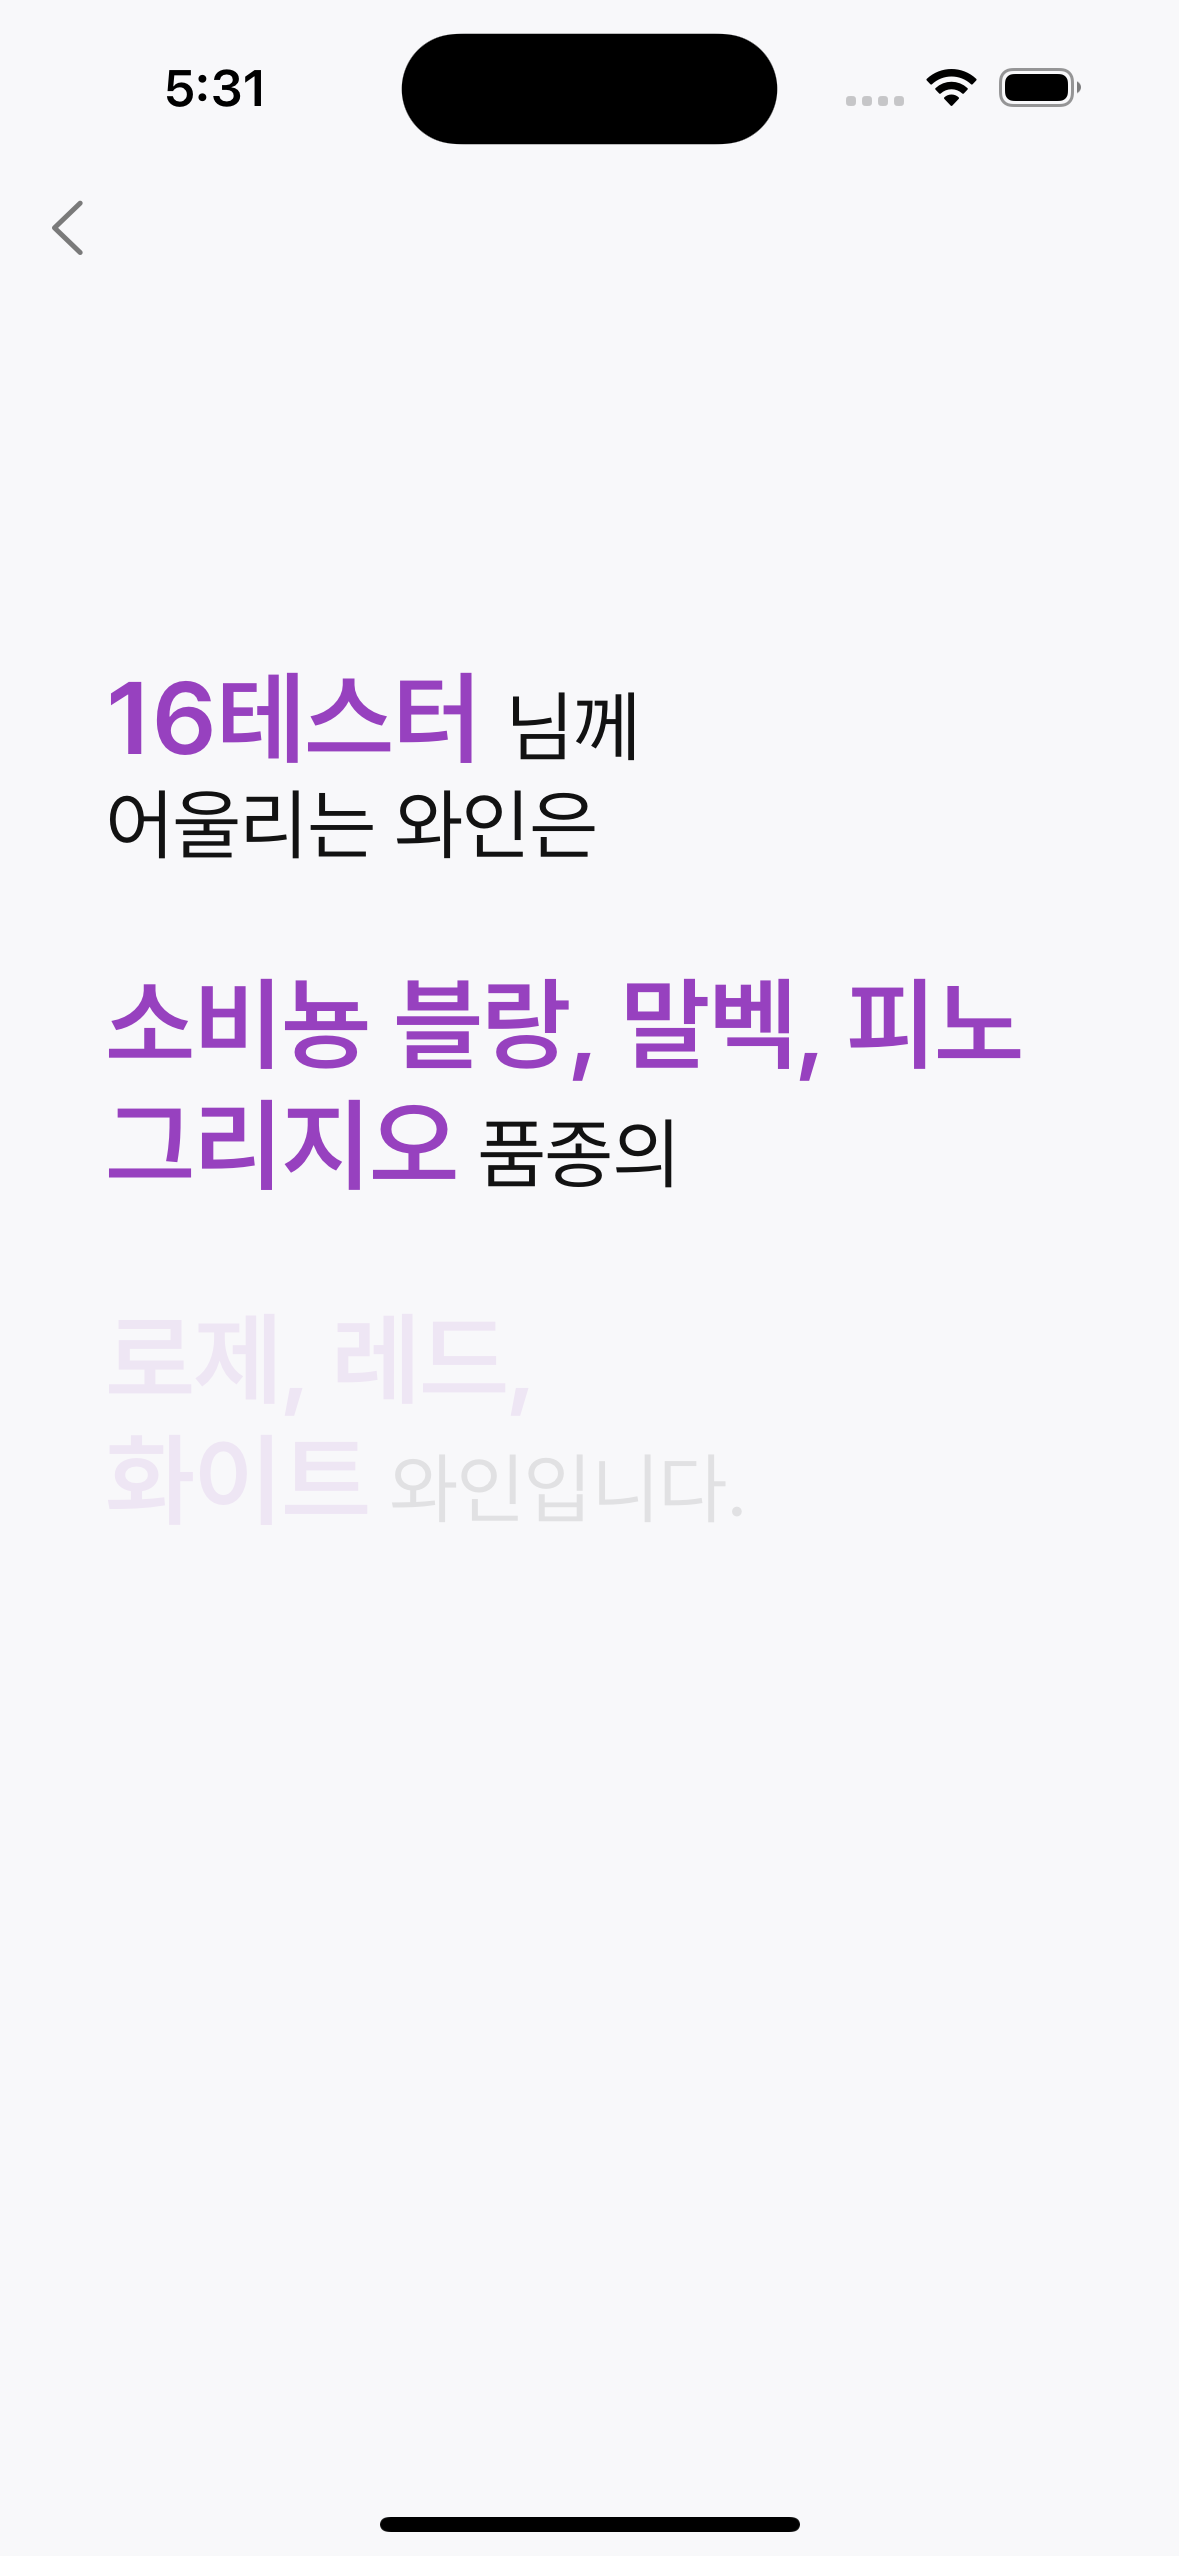 5:31
16테스터 님께
어울리는 와인은
소비뇽 블랑, 말벡, 피노
그리지오 품종의
로제, 레드,
화이트 와인입니다.